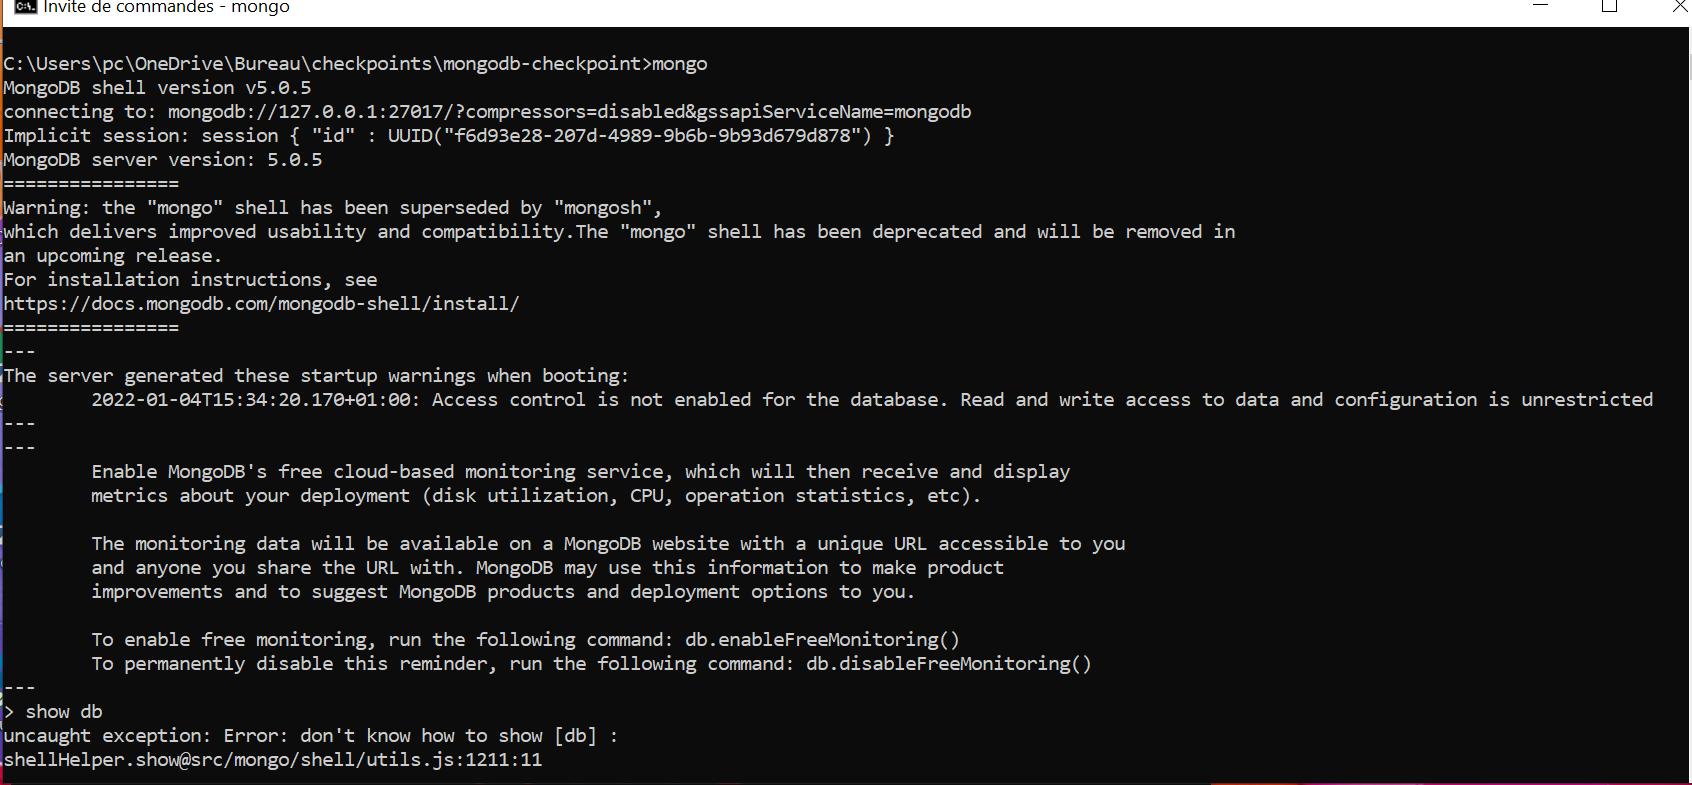 Invite de commandes - mongo
C:\Users\pc\OneDrive\Bureau\checkpoints\mongodb-checkpoint>mongo
MongoDB shell version v5.0.5
connecting to: mongodb://127.0.0.1:27017/?compressors=disabled&gssapiServiceName=mongodb
Implicit session: session { "id" : UUID("f6d93e28-207d-4989-9b6b-9b93d679d878") }
MongoDB server version: 5.0.5
================
Warning: the "mongo" shell has been superseded by "mongosh",
which delivers improved usability and compatibility.The "mongo" shell has been deprecated and will be removed in
an upcoming release.
For installation instructions, see
https://docs.mongodb.com/mongodb-shell/install/
================
---
The server generated these startup warnings when booting:
        2022-01-04T15:34:20.170+01:00: Access control is not enabled for the database. Read and write access to data and configuration is unrestricted
---
---
        Enable MongoDB's free cloud-based monitoring service, which will then receive and display
        metrics about your deployment (disk utilization, CPU, operation statistics, etc).

        The monitoring data will be available on a MongoDB website with a unique URL accessible to you
        and anyone you share the URL with. MongoDB may use this information to make product
        improvements and to suggest MongoDB products and deployment options to you.

        To enable free monitoring, run the following command: db.enableFreeMonitoring()
        To permanently disable this reminder, run the following command: db.disableFreeMonitoring()
---
> show db
uncaught exception: Error: don't know how to show [db] :
shellHelper.show@src/mongo/shell/utils.js:1211:11